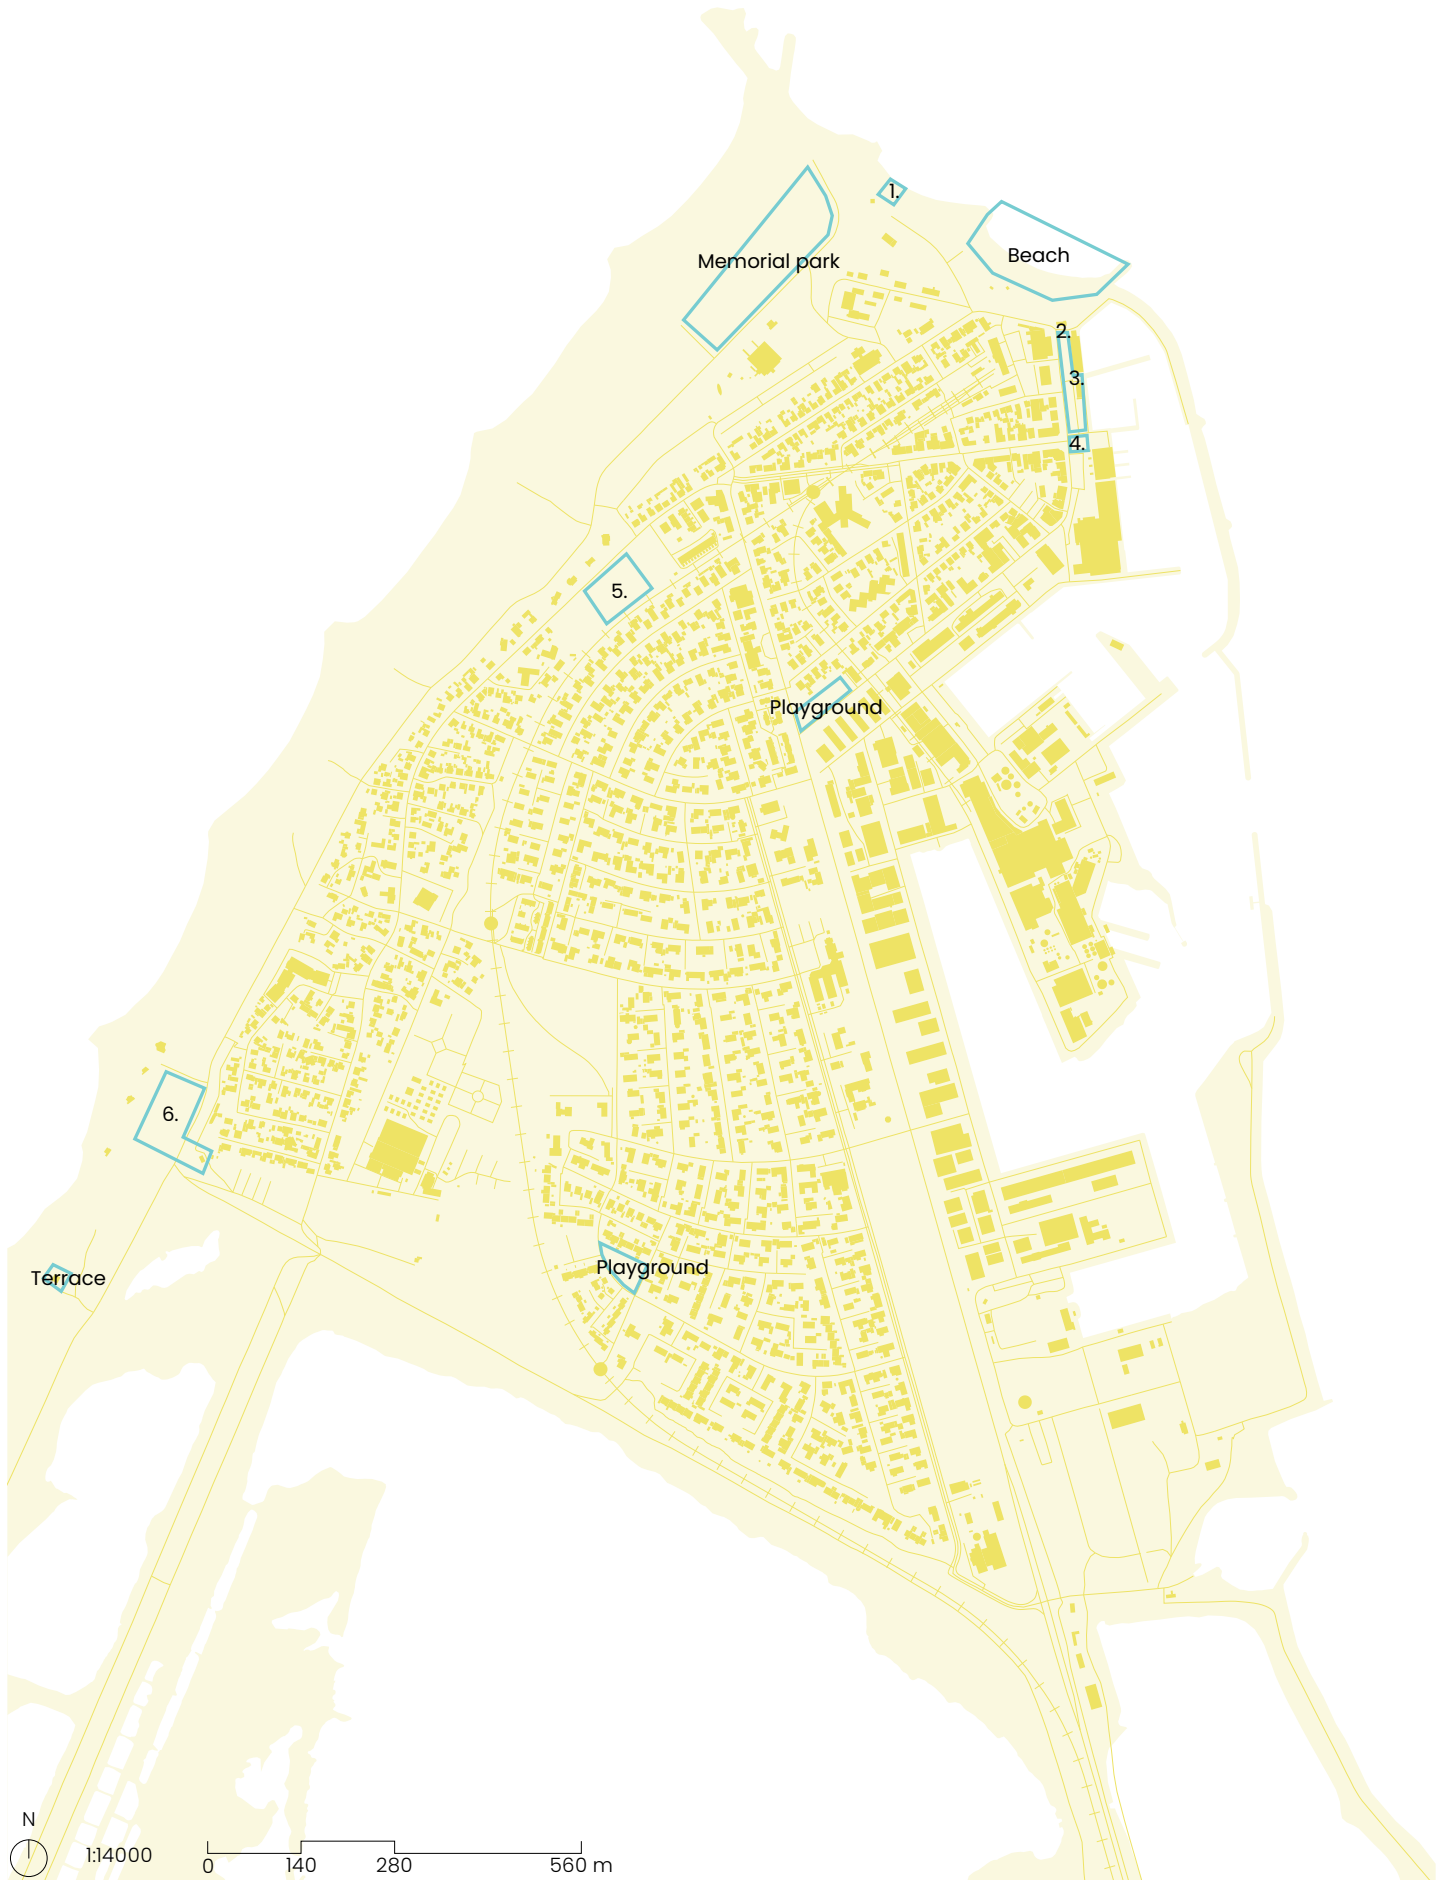 1.
Memorial park
Beach
2.
3.
4.
5.
Playground
6.
Playground
Terrace
N
1:14000
0 140 280 560 m